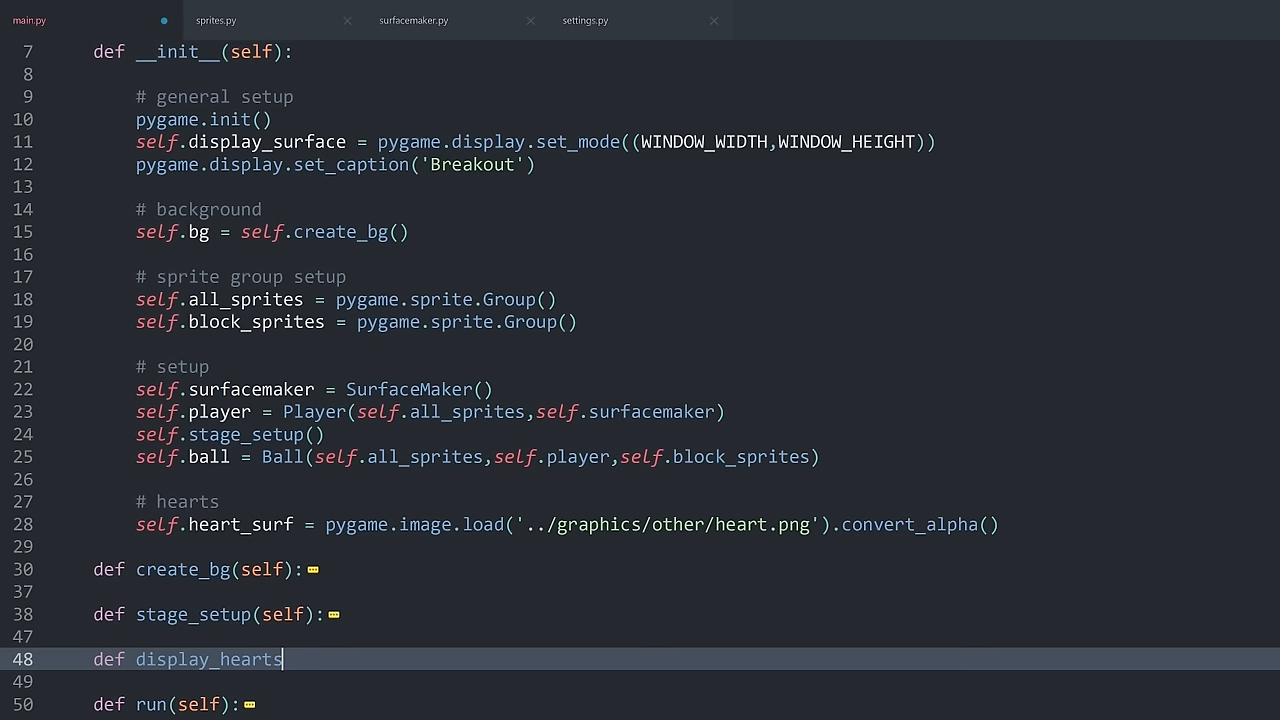 main.py sprites.py surfacemaker.py settings.py
7 def __init__(self):
8
9 # general setup
10 pygame.init()
11 self.display_surface = pygame.display.set_mode((WINDOW_WIDTH,WINDOW_HEIGHT))
12 pygame.display.set_caption('Breakout')
13
14 # background
15 self.bg = self.create_bg()
16
17 # sprite group setup
18 self.all_sprites = pygame.sprite.Group()
19 self.block_sprites = pygame.sprite.Group()
20
21 # setup
22 self.surfacemaker = SurfaceMaker()
23 self.player = Player(self.all_sprites,self.surfacemaker)
24 self.stage_setup()
25 self.ball = Ball(self.all_sprites,self.player,self.block_sprites)
26
27 # hearts
28 self.heart_surf = pygame.image.load('../graphics/other/heart.png').convert_alpha()
29
30 def create_bg(self):
37
38 def stage_setup(self):
47
48 def display_hearts
49
50 def run(self):